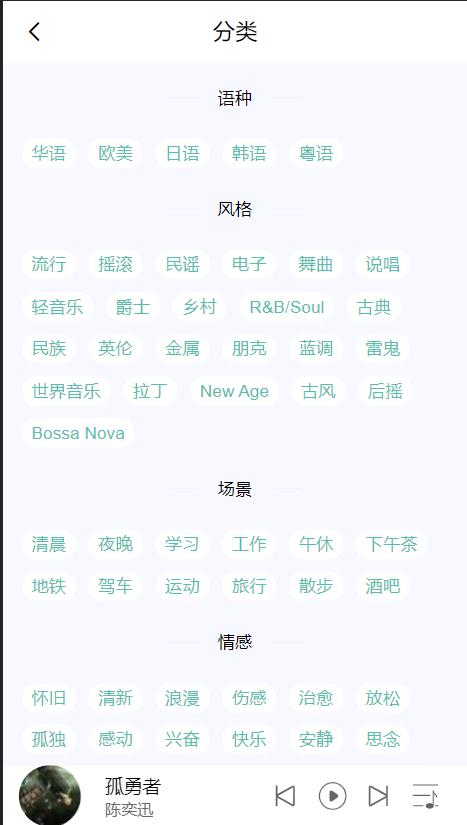 分类
语种
华语 欧美 日语 韩语 粤语
风格
流行 摇滚 民谣 电子 舞曲 说唱
轻音乐 爵士 乡村 R&B/Soul 古典
民族 英伦 金属 朋克 蓝调 雷鬼
世界音乐 拉丁 New Age 古风 后摇
Bossa Nova
场景
清晨 夜晚 学习 工作 午休 下午茶
地铁 驾车 运动 旅行 散步 酒吧
情感
怀旧 清新 浪漫 伤感 治愈 放松
孤独 感动 兴奋 快乐 安静 思念
孤勇者
陈奕迅